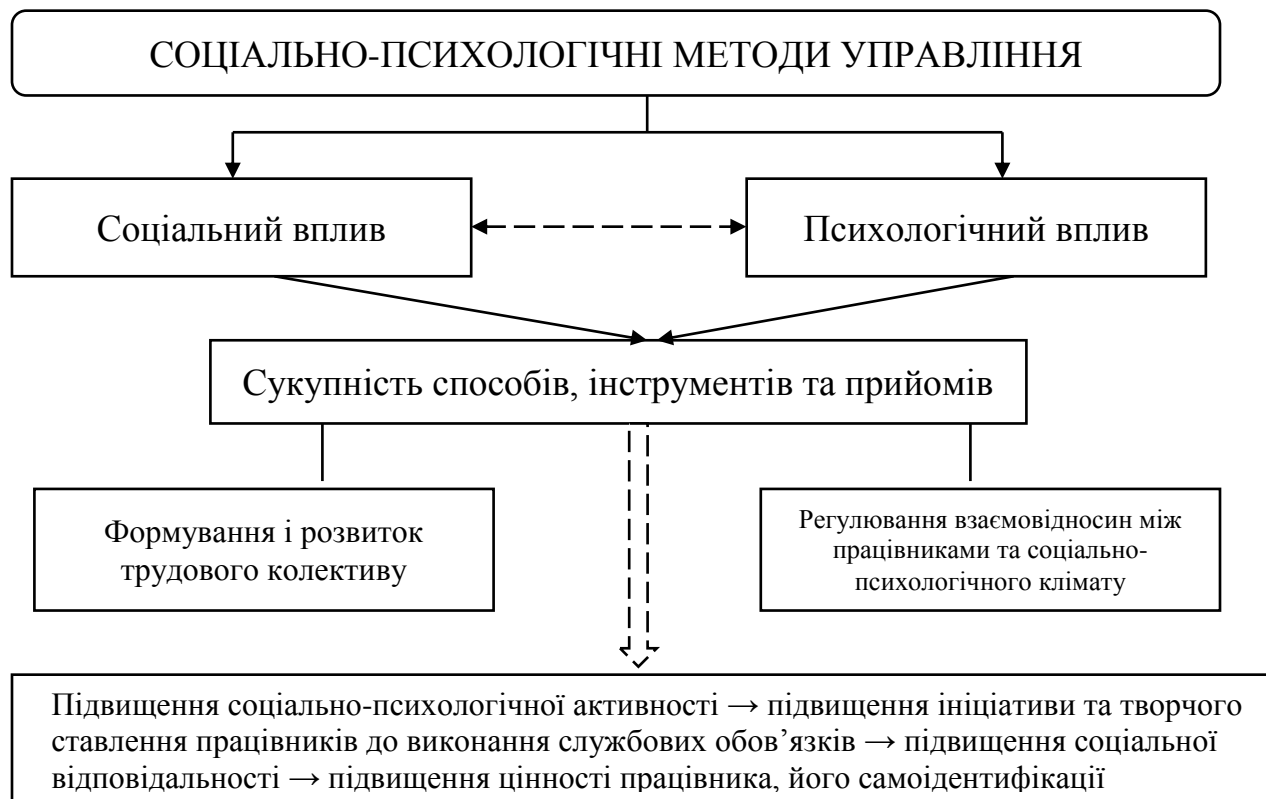 СОЦІАЛЬНО-ПСИХОЛОГІЧНІ МЕТОДИ УПРАВЛІННЯ
Соціальний вплив
Психологічний вплив
Сукупність способів, інструментів та прийомів
Формування і розвиток
трудового колективу
Регулювання взаємовідносин між
працівниками та соціально-
психологічного клімату
Підвищення соціально-психологічної активності → підвищення ініціативи та творчого
ставлення працівників до виконання службових обов’язків → підвищення соціальної
відповідальності → підвищення цінності працівника, його самоідентифікації